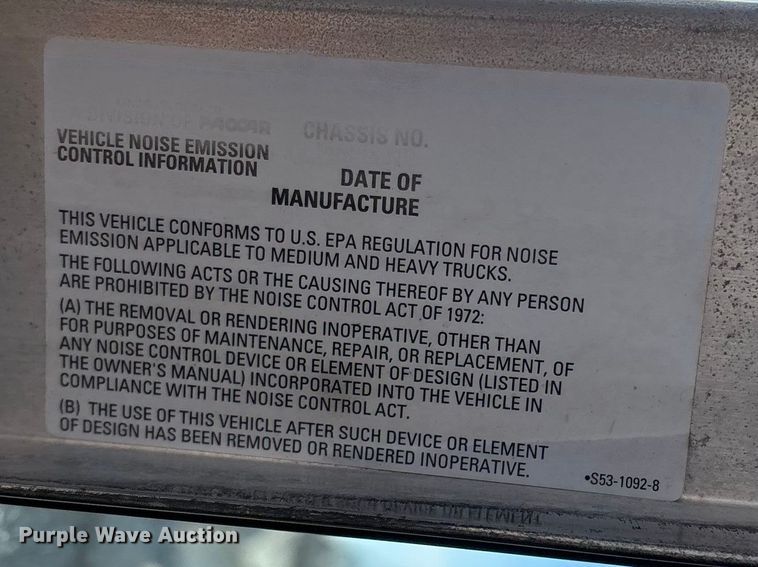 A DIVISION OF PACCAR
CHASSIS NO.
VEHICLE NOISE EMISSION
CONTROL INFORMATION
DATE OF
MANUFACTURE
THIS VEHICLE CONFORMS TO U.S. EPA REGULATION FOR NOISE
EMISSION APPLICABLE TO MEDIUM AND HEAVY TRUCKS.
THE FOLLOWING ACTS OR THE CAUSING THEREOF BY ANY PERSON
ARE PROHIBITED BY THE NOISE CONTROL ACT OF 1972:
(A) THE REMOVAL OR RENDERING INOPERATIVE, OTHER THAN
FOR PURPOSES OF MAINTENANCE, REPAIR, OR REPLACEMENT, OF
ANY NOISE CONTROL DEVICE OR ELEMENT OF DESIGN (LISTED IN
THE OWNER'S MANUAL) INCORPORATED INTO THE VEHICLE IN
COMPLIANCE WITH THE NOISE CONTROL ACT.
(B) THE USE OF THIS VEHICLE AFTER SUCH DEVICE OR ELEMENT
OF DESIGN HAS BEEN REMOVED OR RENDERED INOPERATIVE.
•S53-1092-8
Purple Wave Auction